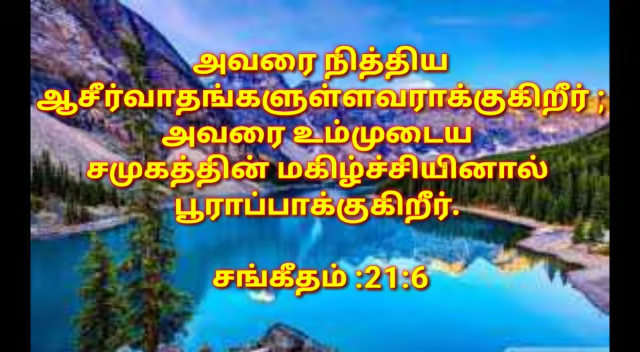 அவரை நித்திய
ஆசீர்வாதங்களுள்ளவராக்குகிறீர் ;
அவரை உம்முடைய
சமுகத்தின் மகிழ்ச்சியினால்
பூராப்பாக்குகிறீர்.
சங்கீதம் :21:6